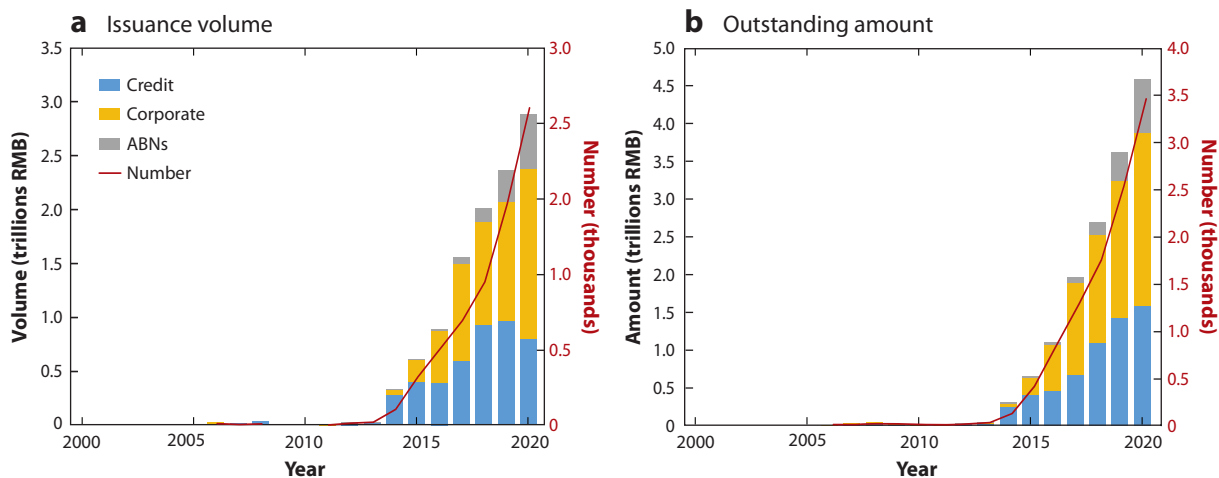 a Issuance volume
3.5
3.0
2.5
2.0
1.5
1.0
0.5
0
Volume (trillions RMB)
Credit
Corporate
ABNs
Number
3.0
2.5
2.0
1.0
0.5
0
Number (thousands)
2000 2005 2010 2015 2020
Year
b Outstanding amount
5.0
4.5
4.0
3.5
3.0
2.5
2.0
1.5
1.0
0.5
0
Amount (trillions RMB)
4.0
3.5
3.0
2.5
2.0
1.5
1.0
0.5
0
Number (thousands)
2000 2005 2010 2015 2020
Year